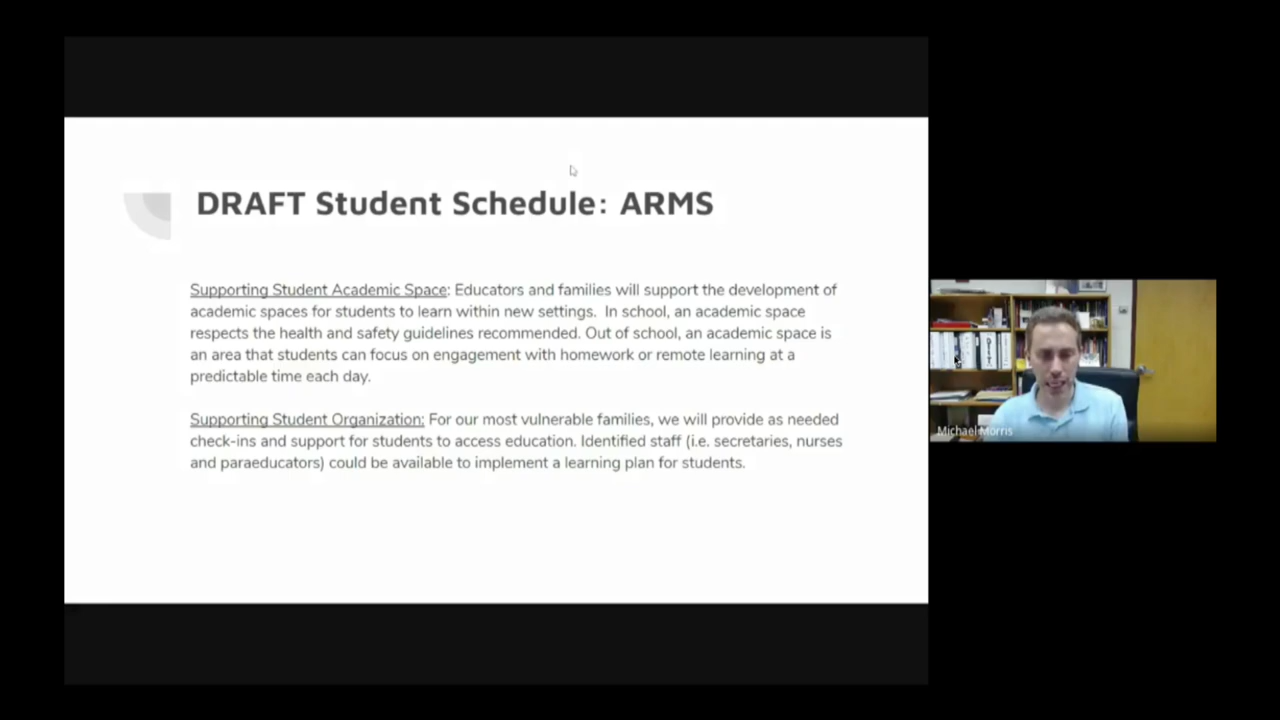 DRAFT Student Schedule: ARMS
Supporting Student Academic Space: Educators and families will support the development of
academic spaces for students to learn within new settings.  In school, an academic space
respects the health and safety guidelines recommended. Out of school, an academic space is
an area that students can focus on engagement with homework or remote learning at a
predictable time each day.
Supporting Student Organization: For our most vulnerable families, we will provide as needed
check-ins and support for students to access education. Identified staff (i.e. secretaries, nurses
and paraeducators) could be available to implement a learning plan for students.
Michael Morris